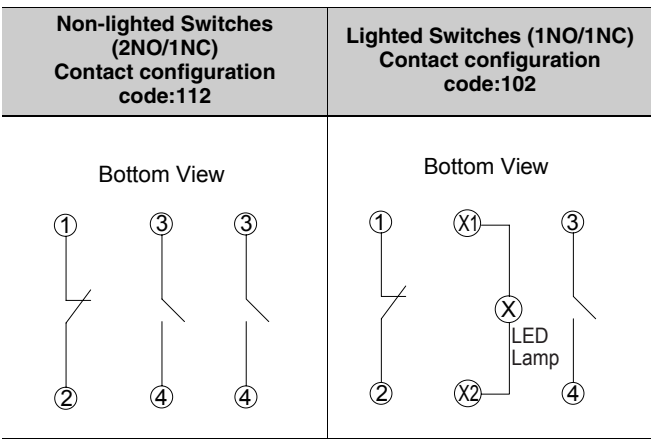 Non-lighted Switches
(2NO/1NC)
Contact configuration
code:112
Lighted Switches (1NO/1NC)
Contact configuration
code:102
Bottom View
1 3 3
2 4 4
Bottom View
1 X1 3
X
LED
Lamp
2 X2 4